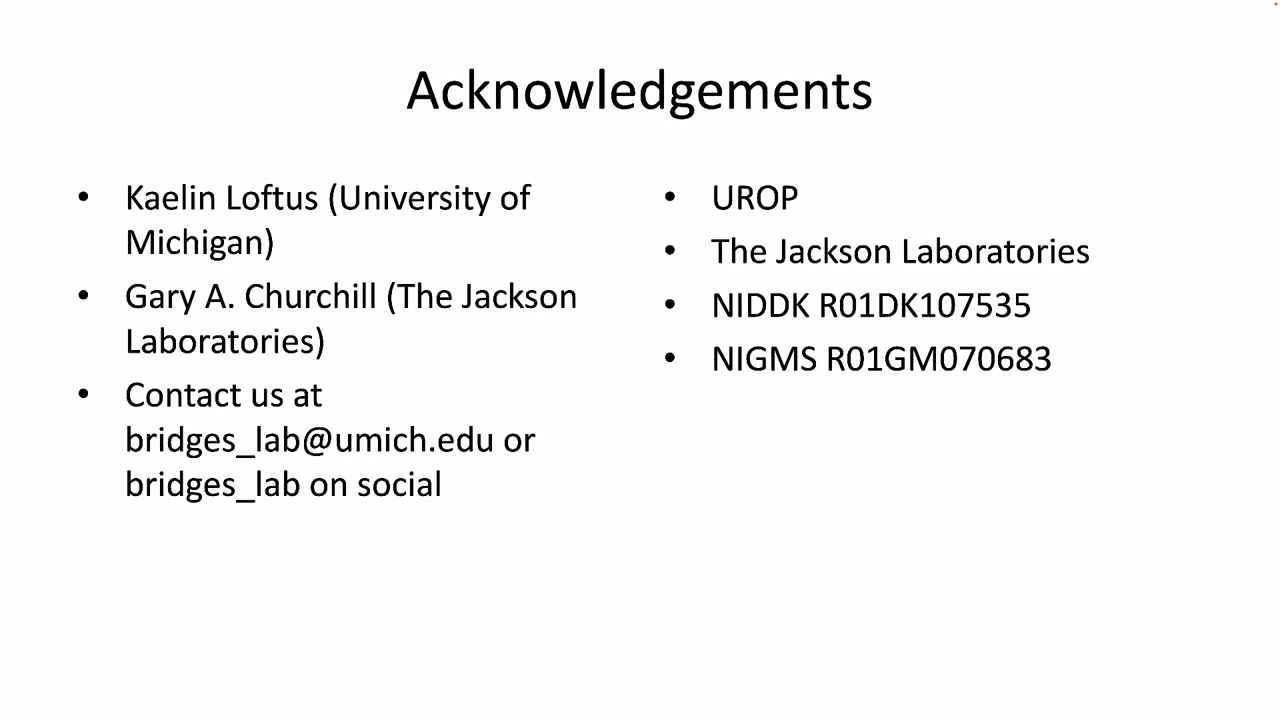 Acknowledgements
• Kaelin Loftus (University of
Michigan)
• Gary A. Churchill (The Jackson
Laboratories)
• Contact us at
bridges_lab@umich.edu or
bridges_lab on social
• UROP
• The Jackson Laboratories
• NIDDK R01DK107535
• NIGMS R01GM070683